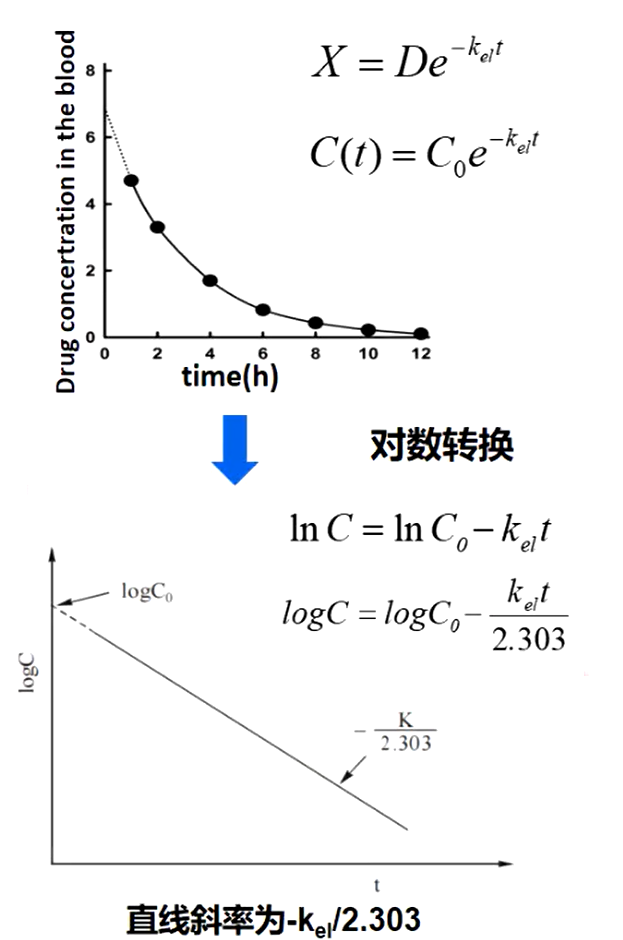 Drug concertration in the blood
8
6
4
2
0
0 2 4 6 8 10 12
time(h)
X = De^{-k_{el}t}
C(t) = C_0e^{-k_{el}t}
对数转换
ln C = ln C_0 - k_{el}t
logC = logC_0 - \frac{k_{el}t}{2.303}
logC_0
logC
- \frac{K}{2.303}
t
直线斜率为-k_{el}/2.303